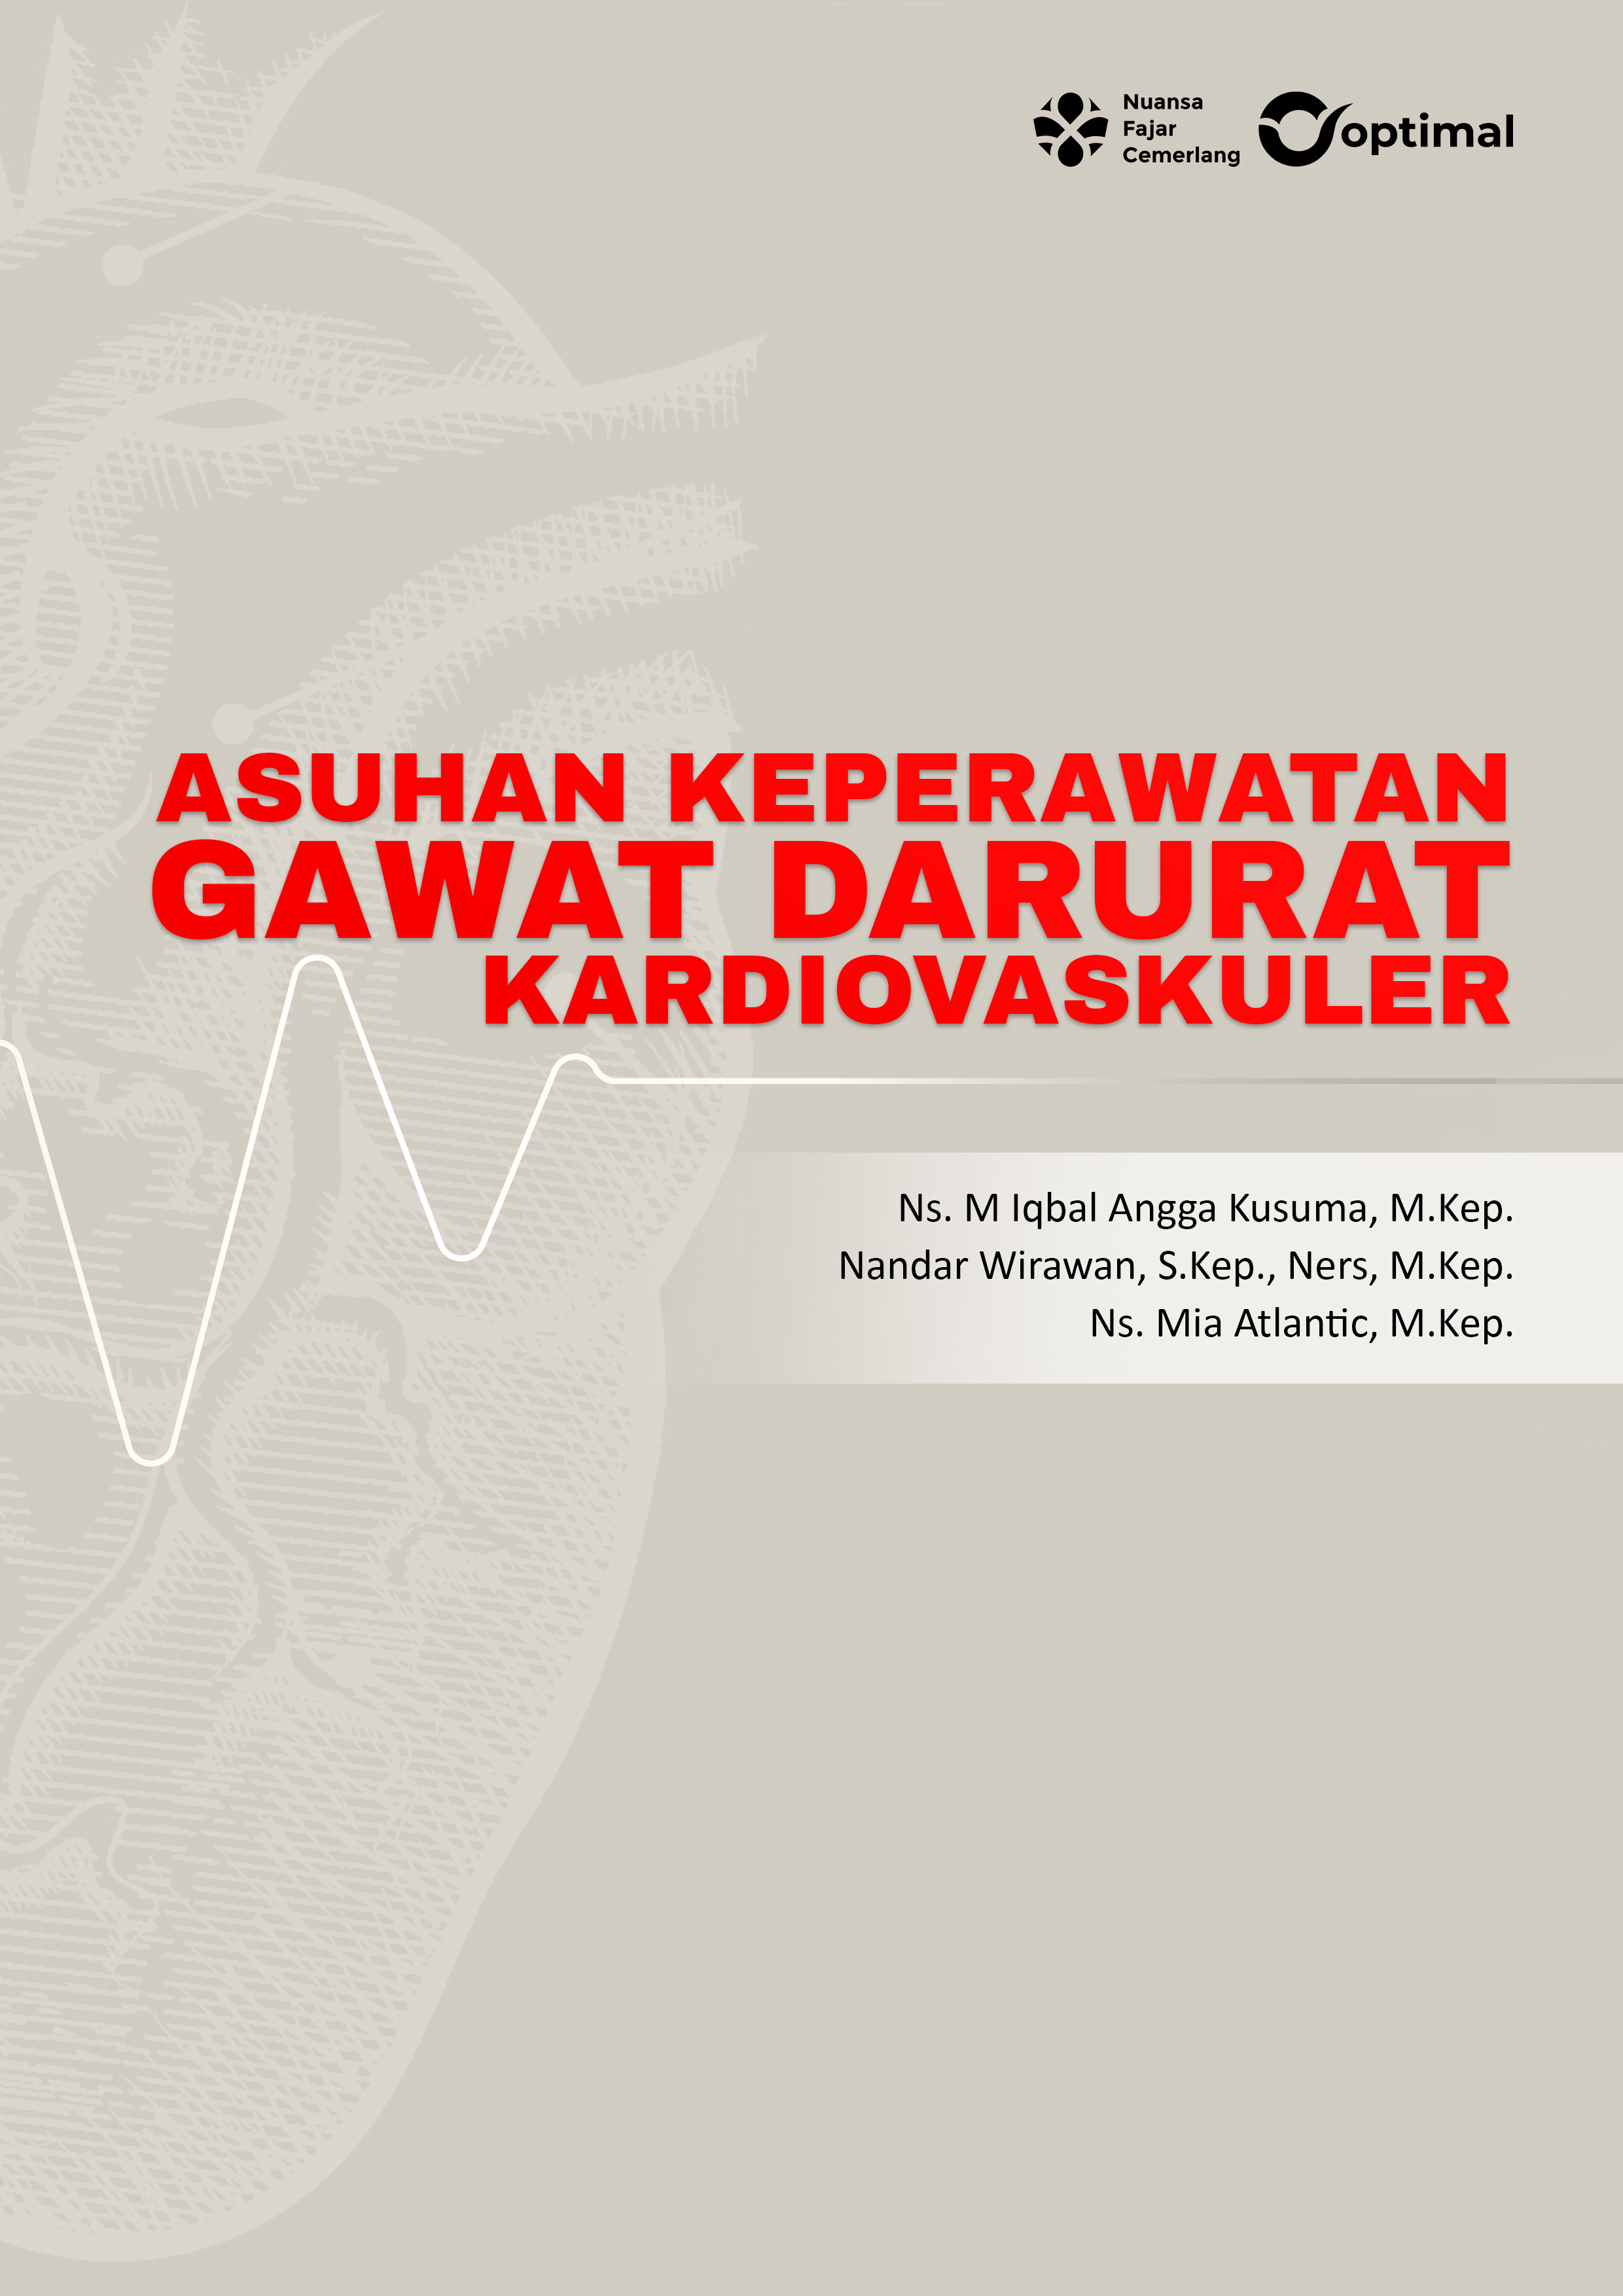 Nuansa
Fajar
Cemerlang
optimal
ASUHAN KEPERAWATAN
GAWAT DARURAT
KARDIOVASKULER
Ns. M Iqbal Angga Kusuma, M.Kep.
Nandar Wirawan, S.Kep., Ners, M.Kep.
Ns. Mia Atlantic, M.Kep.